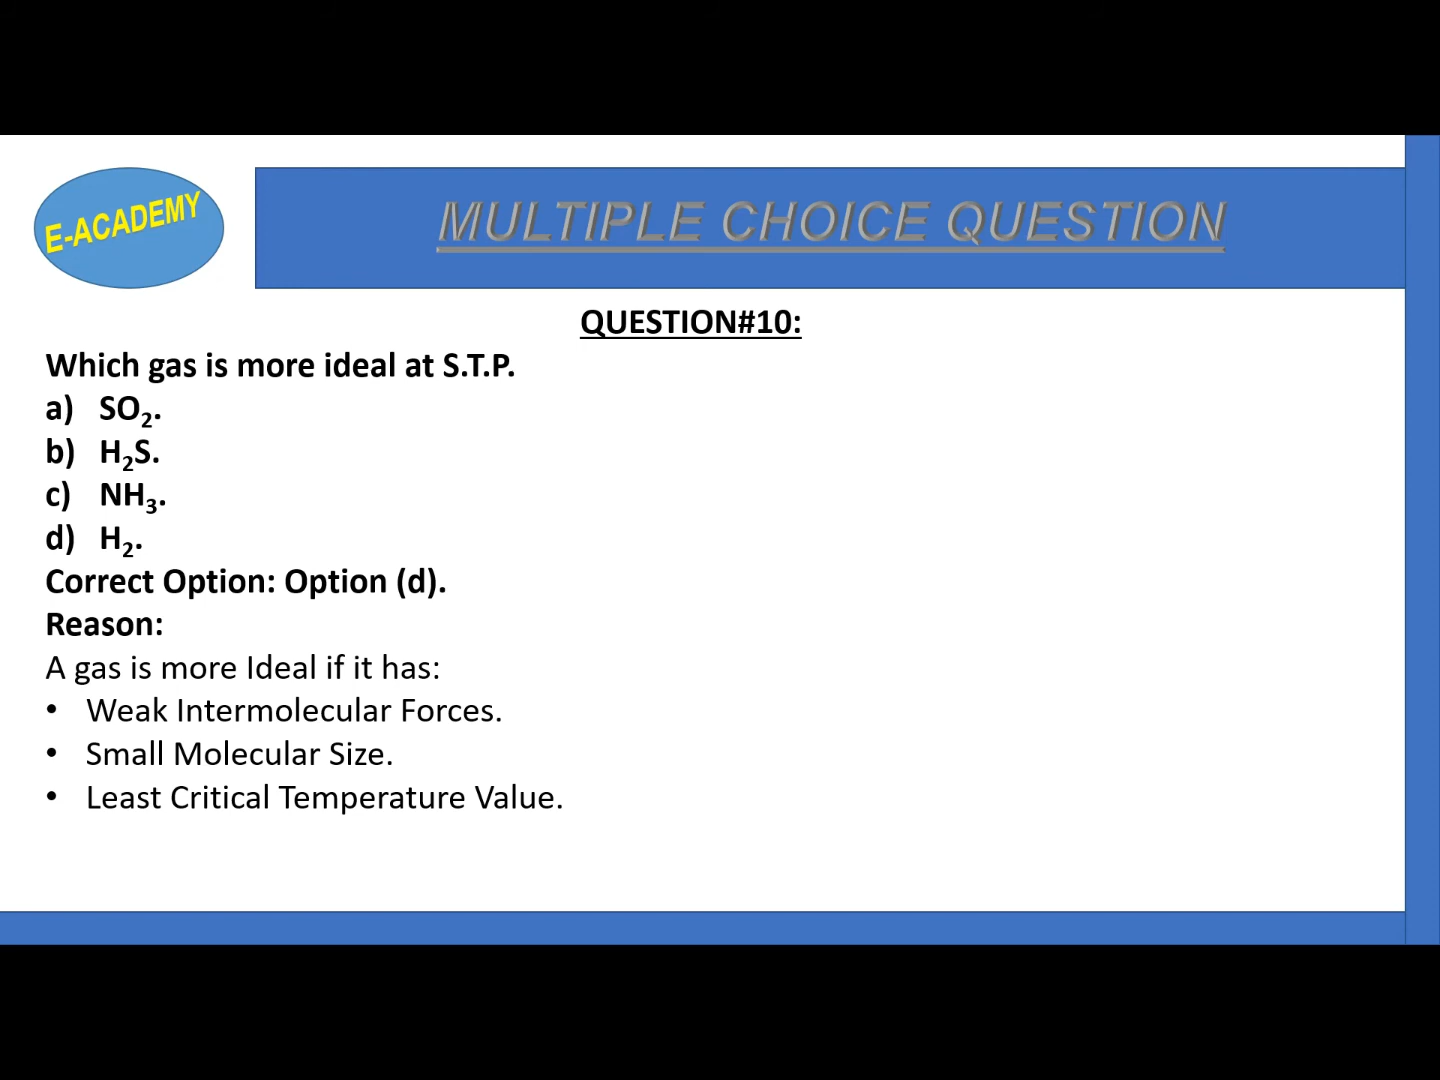 E-ACADEMY
MULTIPLE CHOICE QUESTION
QUESTION#10:
Which gas is more ideal at S.T.P.
a) SO₂.
b) H₂S.
c) NH₃.
d) H₂.
Correct Option: Option (d).
Reason:
A gas is more Ideal if it has:
• Weak Intermolecular Forces.
• Small Molecular Size.
• Least Critical Temperature Value.